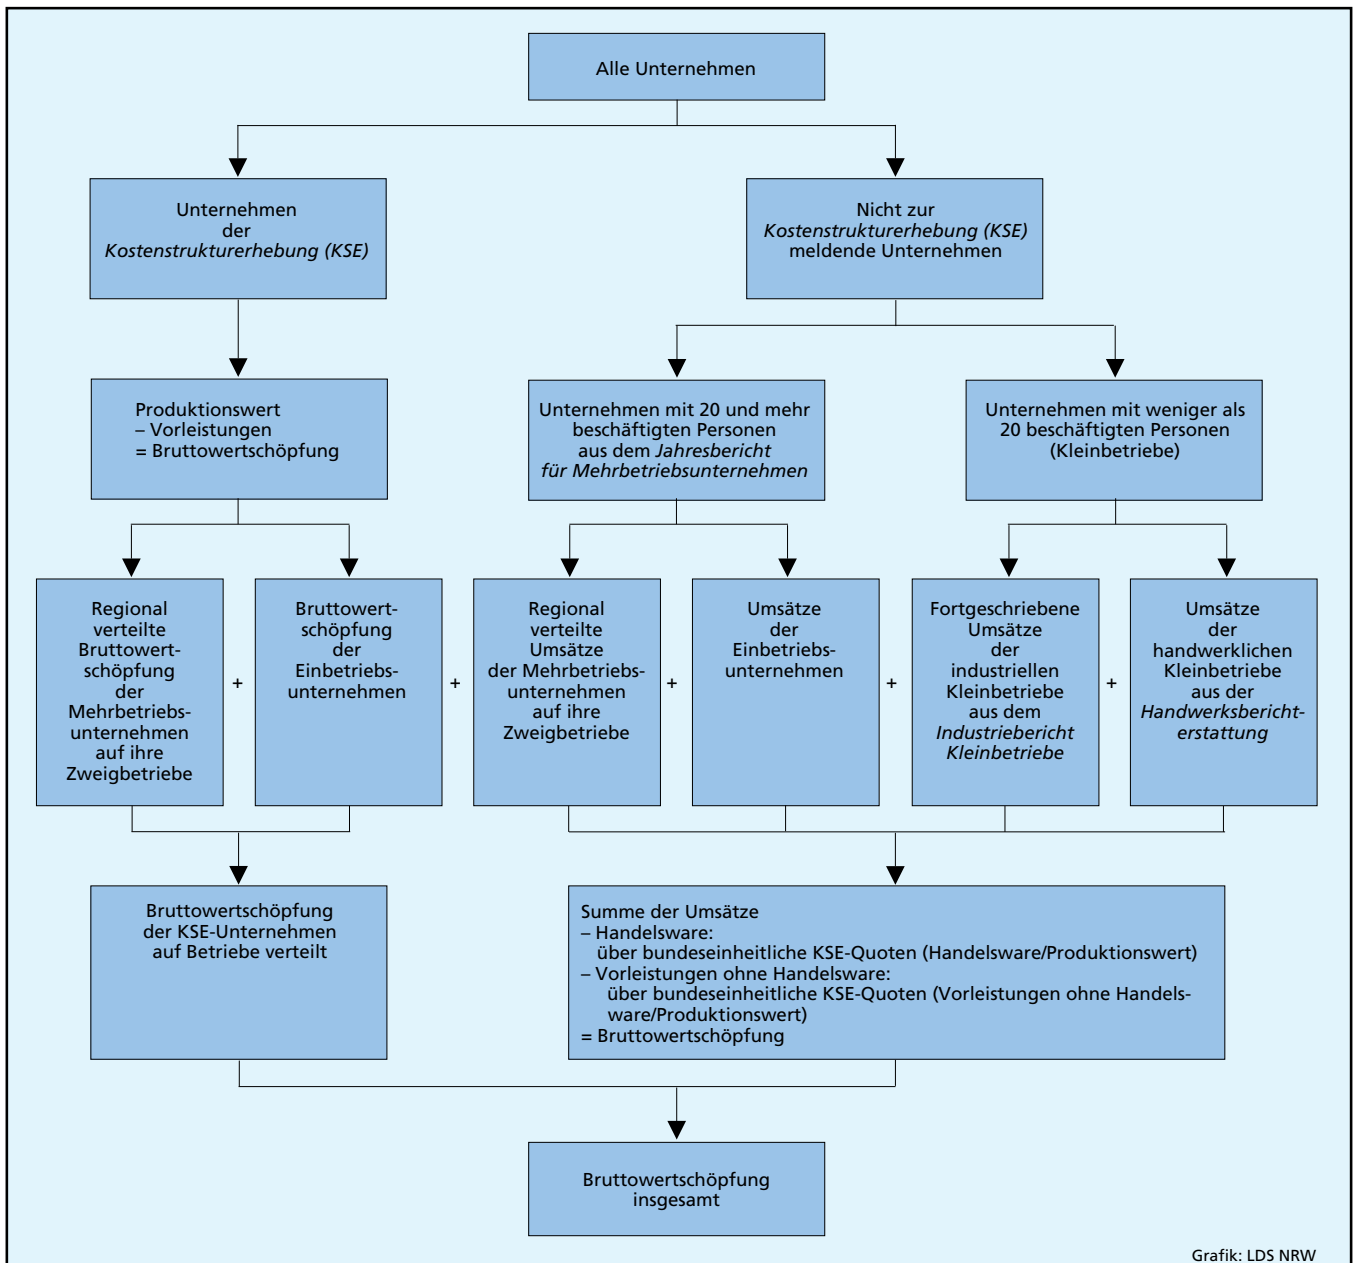 Alle Unternehmen
Unternehmen
der
Kostenstrukturerhebung (KSE)
Nicht zur
Kostenstrukturerhebung (KSE)
meldende Unternehmen
Produktionswert
– Vorleistungen
= Bruttowertschöpfung
Unternehmen mit 20 und mehr
beschäftigten Personen
aus dem Jahresbericht
für Mehrbetriebsunternehmen
Unternehmen mit weniger als
20 beschäftigten Personen
(Kleinbetriebe)
Regional
verteilte
Bruttowert-
schöpfung
der
Mehrbetriebs-
unternehmen
auf ihre
Zweigbetriebe
+
Bruttowert-
schöpfung
der
Einbetriebs-
unternehmen
+
Regional
verteilte
Umsätze
der Mehrbetriebs-
unternehmen
auf ihre
Zweigbetriebe
+
Umsätze
der
Einbetriebs-
unternehmen
+
Fortgeschriebene
Umsätze
der
industriellen
Kleinbetriebe
aus dem
Industriebericht
Kleinbetriebe
+
Umsätze
der
handwerklichen
Kleinbetriebe
aus der
Handwerksbericht-
erstattung
Bruttowertschöpfung
der KSE-Unternehmen
auf Betriebe verteilt
Summe der Umsätze
– Handelsware:
über bundeseinheitliche KSE-Quoten (Handelsware/Produktionswert)
– Vorleistungen ohne Handelsware:
über bundeseinheitliche KSE-Quoten (Vorleistungen ohne Handels-
ware/Produktionswert)
= Bruttowertschöpfung
Bruttowertschöpfung
insgesamt
Grafik: LDS NRW